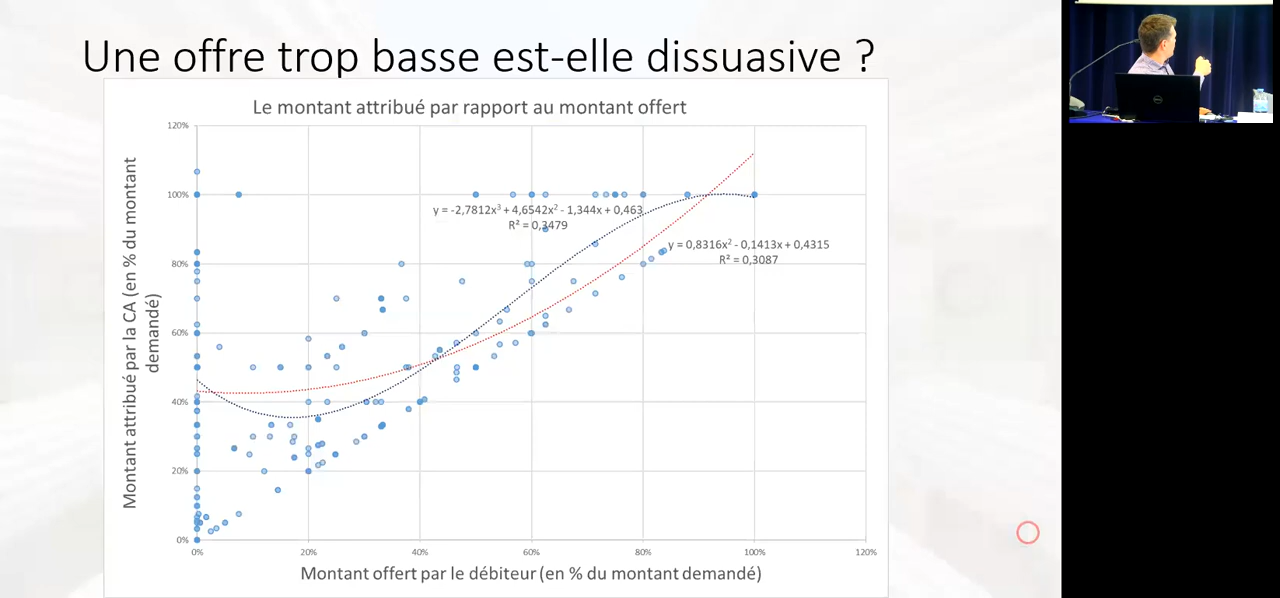 Une offre trop basse est-elle dissuasive ?
Le montant attribué par rapport au montant offert
Montant attribué par la CA (en % du montant
demandé)
120%
100%
80%
60%
40%
20%
0%
y = -2,7812x³ + 4,6542x² - 1,344x + 0,463
R² = 0,3479
y = 0,8316x² - 0,1413x + 0,4315
R² = 0,3087
0%
20%
40%
60%
80%
100%
120%
Montant offert par le débiteur (en % du montant demandé)